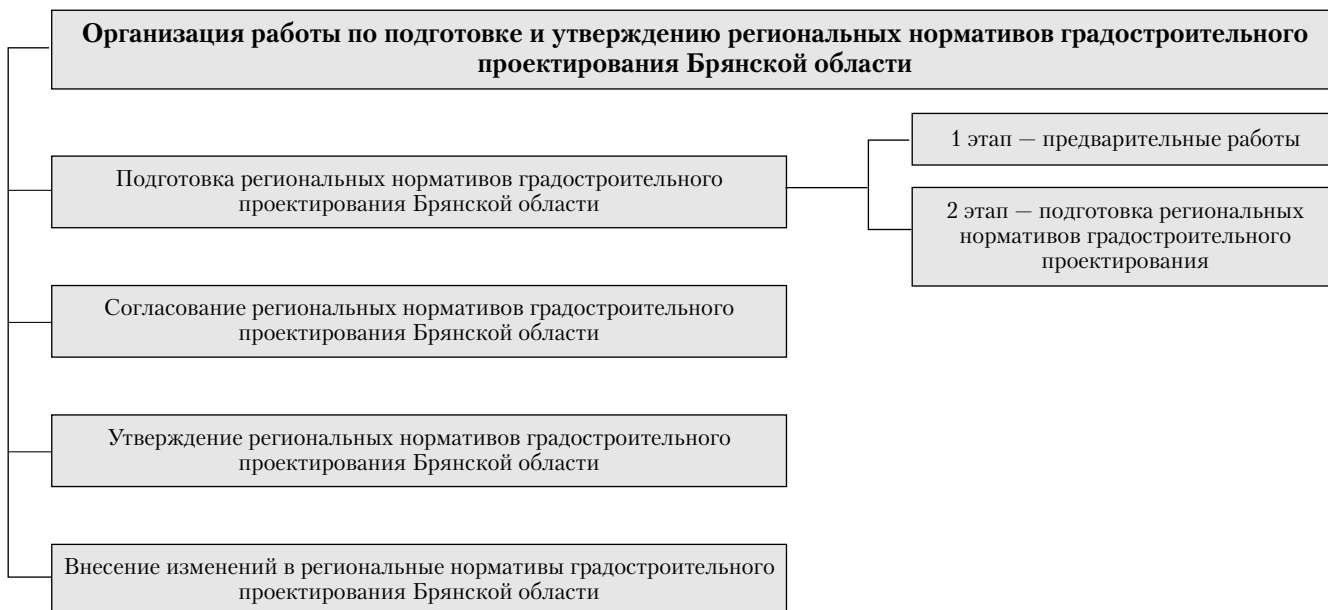 Организация работы по подготовке и утверждению региональных нормативов градостроительного
проектирования Брянской области
1 этап — предварительные работы
Подготовка региональных нормативов градостроительного
проектирования Брянской области
2 этап — подготовка региональных
нормативов градостроительного
проектирования
Согласование региональных нормативов градостроительного
проектирования Брянской области
Утверждение региональных нормативов градостроительного
проектирования Брянской области
Внесение изменений в региональные нормативы градостроительного
проектирования Брянской области